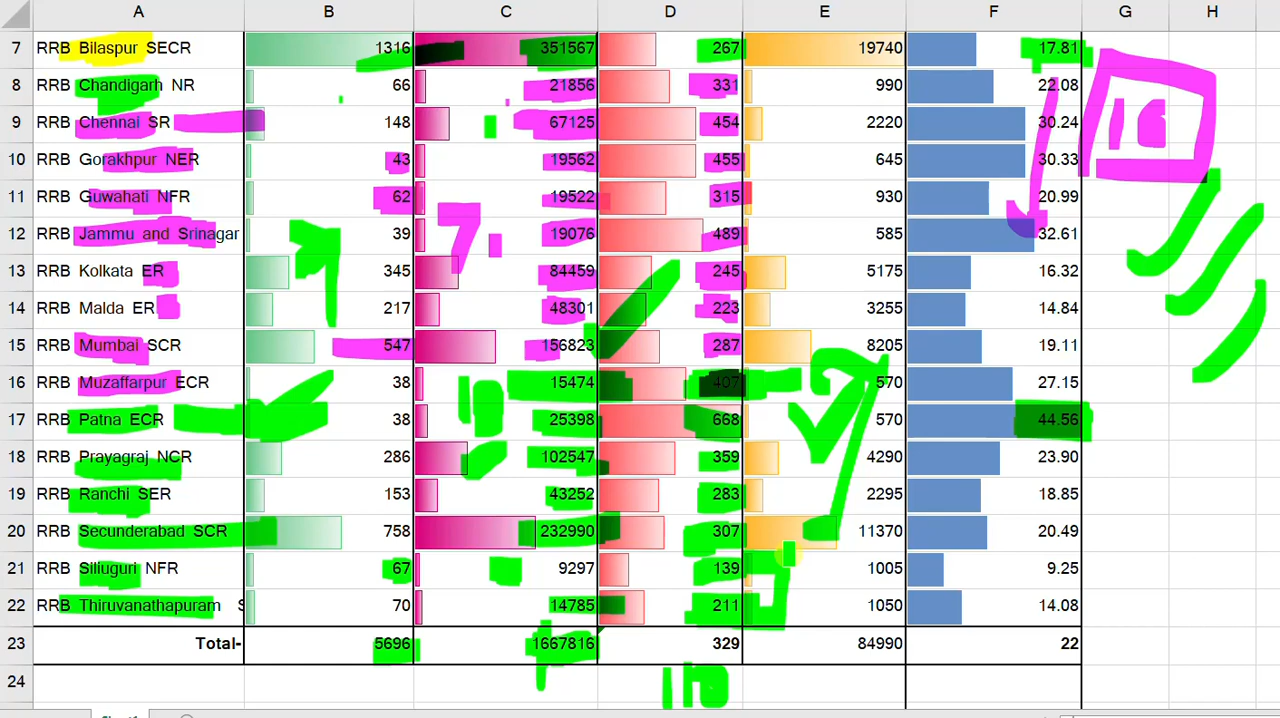 A B C D E F G H
7 RRB Bilaspur SECR 1316 351567 267 19740 17.81
8 RRB Chandigarh NR 66 21856 331 990 22.08
9 RRB Chennai SR 148 67125 454 2220 30.24
10 RRB Gorakhpur NER 43 19562 455 645 30.33
11 RRB Guwahati NFR 62 19522 315 930 20.99
12 RRB Jammu and Srinagar 39 19076 489 585 32.61
13 RRB Kolkata ER 345 84459 245 5175 16.32
14 RRB Malda ER 217 48301 223 3255 14.84
15 RRB Mumbai SCR 547 156823 287 8205 19.11
16 RRB Muzaffarpur ECR 38 15474 407 570 27.15
17 RRB Patna ECR 38 25398 668 570 44.56
18 RRB Prayagraj NCR 286 102547 359 4290 23.90
19 RRB Ranchi SER 153 43252 283 2295 18.85
20 RRB Secunderabad SCR 758 232990 307 11370 20.49
21 RRB Siliuguri NFR 67 9297 139 1005 9.25
22 RRB Thiruvanathapuram S 70 14785 211 1050 14.08
23 Total- 5696 1667816 329 84990 22
24